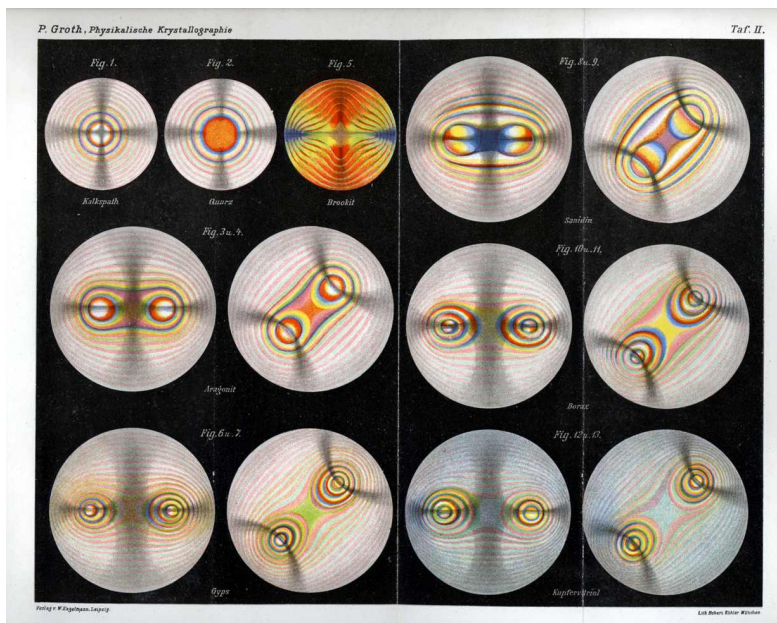 P. Groth, Physikalische Krystallographie
Taf. II.
Fig. 1.
Fig. 2.
Fig. 5.
Kalkspath
Quarz
Brookit
Fig. 3 u. 4.
Aragonit
Fig. 6 u. 7.
Gyps
Fig. 8 u. 9.
Sanidin
Fig. 10 u. 11.
Borax
Fig. 12 u. 13.
Kupfervitriol
Verlag v. W. Engelmann. Leipzig.
Lith. Hubert. Köhler München